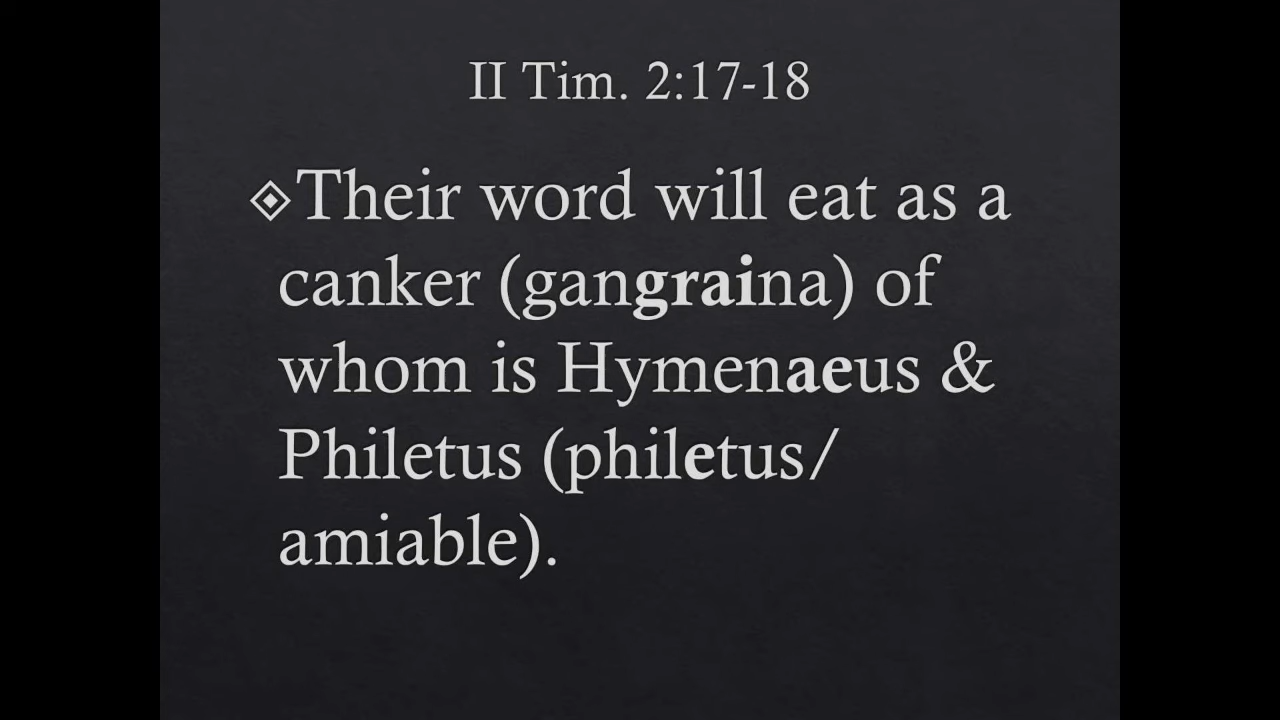 II Tim. 2:17-18
Their word will eat as a
canker (gangraina) of
whom is Hymenaeus &
Philetus (philetus/
amiable).